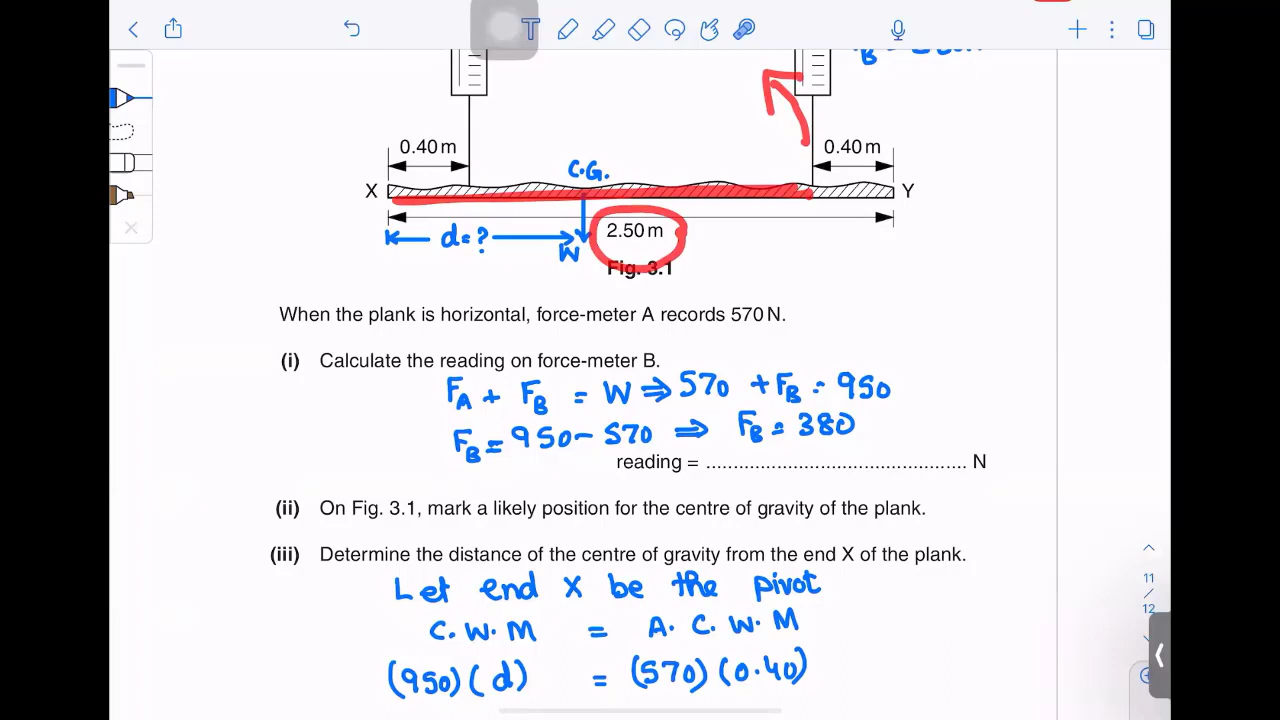 T
0.40 m
0.40 m
C.G.
X
Y
d=?
2.50 m
W
Fig. 3.1
When the plank is horizontal, force-meter A records 570 N.
(i) Calculate the reading on force-meter B.
FA + FB = W ⇒ 570 + FB = 950
FB = 950 - 570 ⇒ FB = 380
reading = ................................................ N
(ii) On Fig. 3.1, mark a likely position for the centre of gravity of the plank.
(iii) Determine the distance of the centre of gravity from the end X of the plank.
Let end X be the pivot
C.W.M = A.C.W.M
(950)(d) = (570)(0.40)
11
/
12